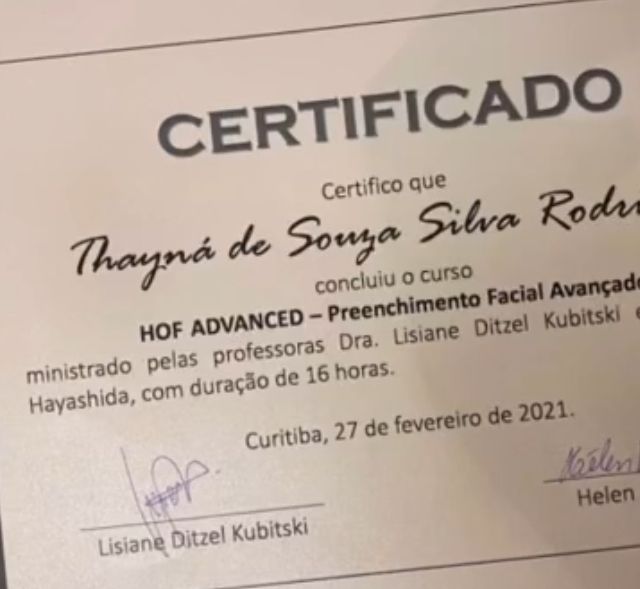 CERTIFICADO
Certifico que
Thayná de Souza Silva
concluiu o curso
HOF ADVANCED – Preenchimento Facial Avançado
ministrado pelas professoras Dra. Lisiane Ditzel Kubitski e
Hayashida, com duração de 16 horas.
Curitiba, 27 de fevereiro de 2021.
Lisiane Ditzel Kubitski
Helen